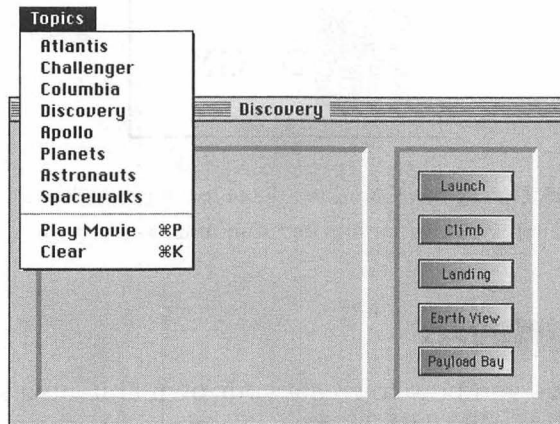 Topics
Atlantis
Challenger
Columbia
Discovery
Apollo
Planets
Astronauts
Spacewalks
Play Movie ⌘P
Clear ⌘K
Discovery
Launch
Climb
Landing
Earth View
Payload Bay